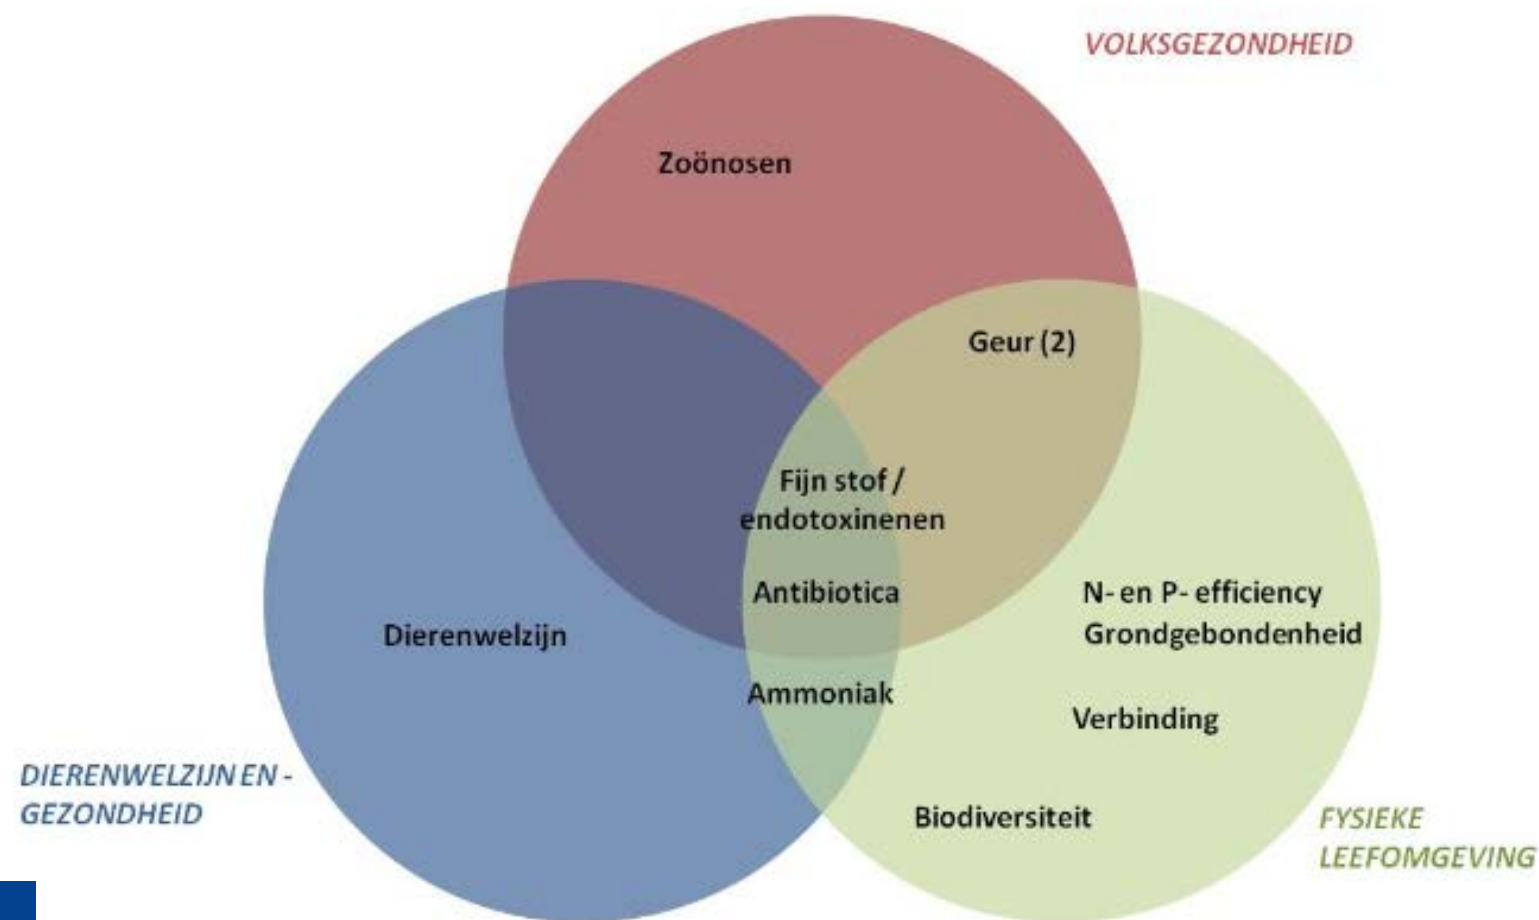 VOLKSGEZONDHEID
Zoönosen
Geur (2)
Fijn stof /
endotoxinenen
Antibiotica
N- en P- efficiency
Dierenwelzijn
Grondgebondenheid
Ammoniak
Verbinding
DIERENWELZIJN EN -
GEZONDHEID
Biodiversiteit
FYSIEKE
LEEFOMGEVING